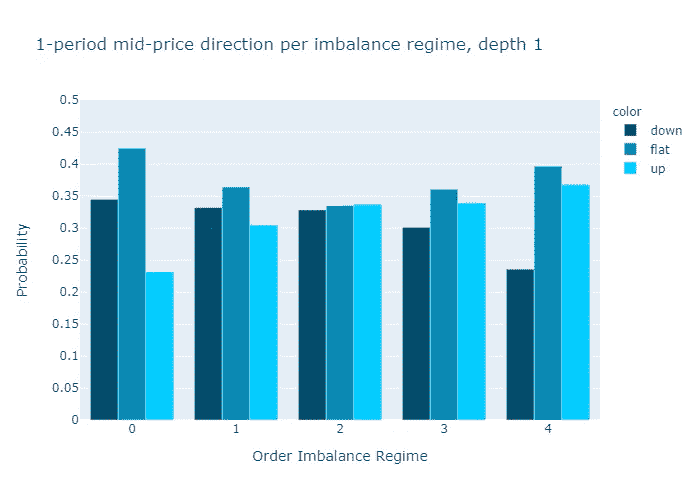 1-period mid-price direction per imbalance regime, depth 1
color
down
flat
up
0.5
0.45
0.4
0.35
0.3
0.25
0.2
0.15
0.1
0.05
0
Probability
0 1 2 3 4
Order Imbalance Regime